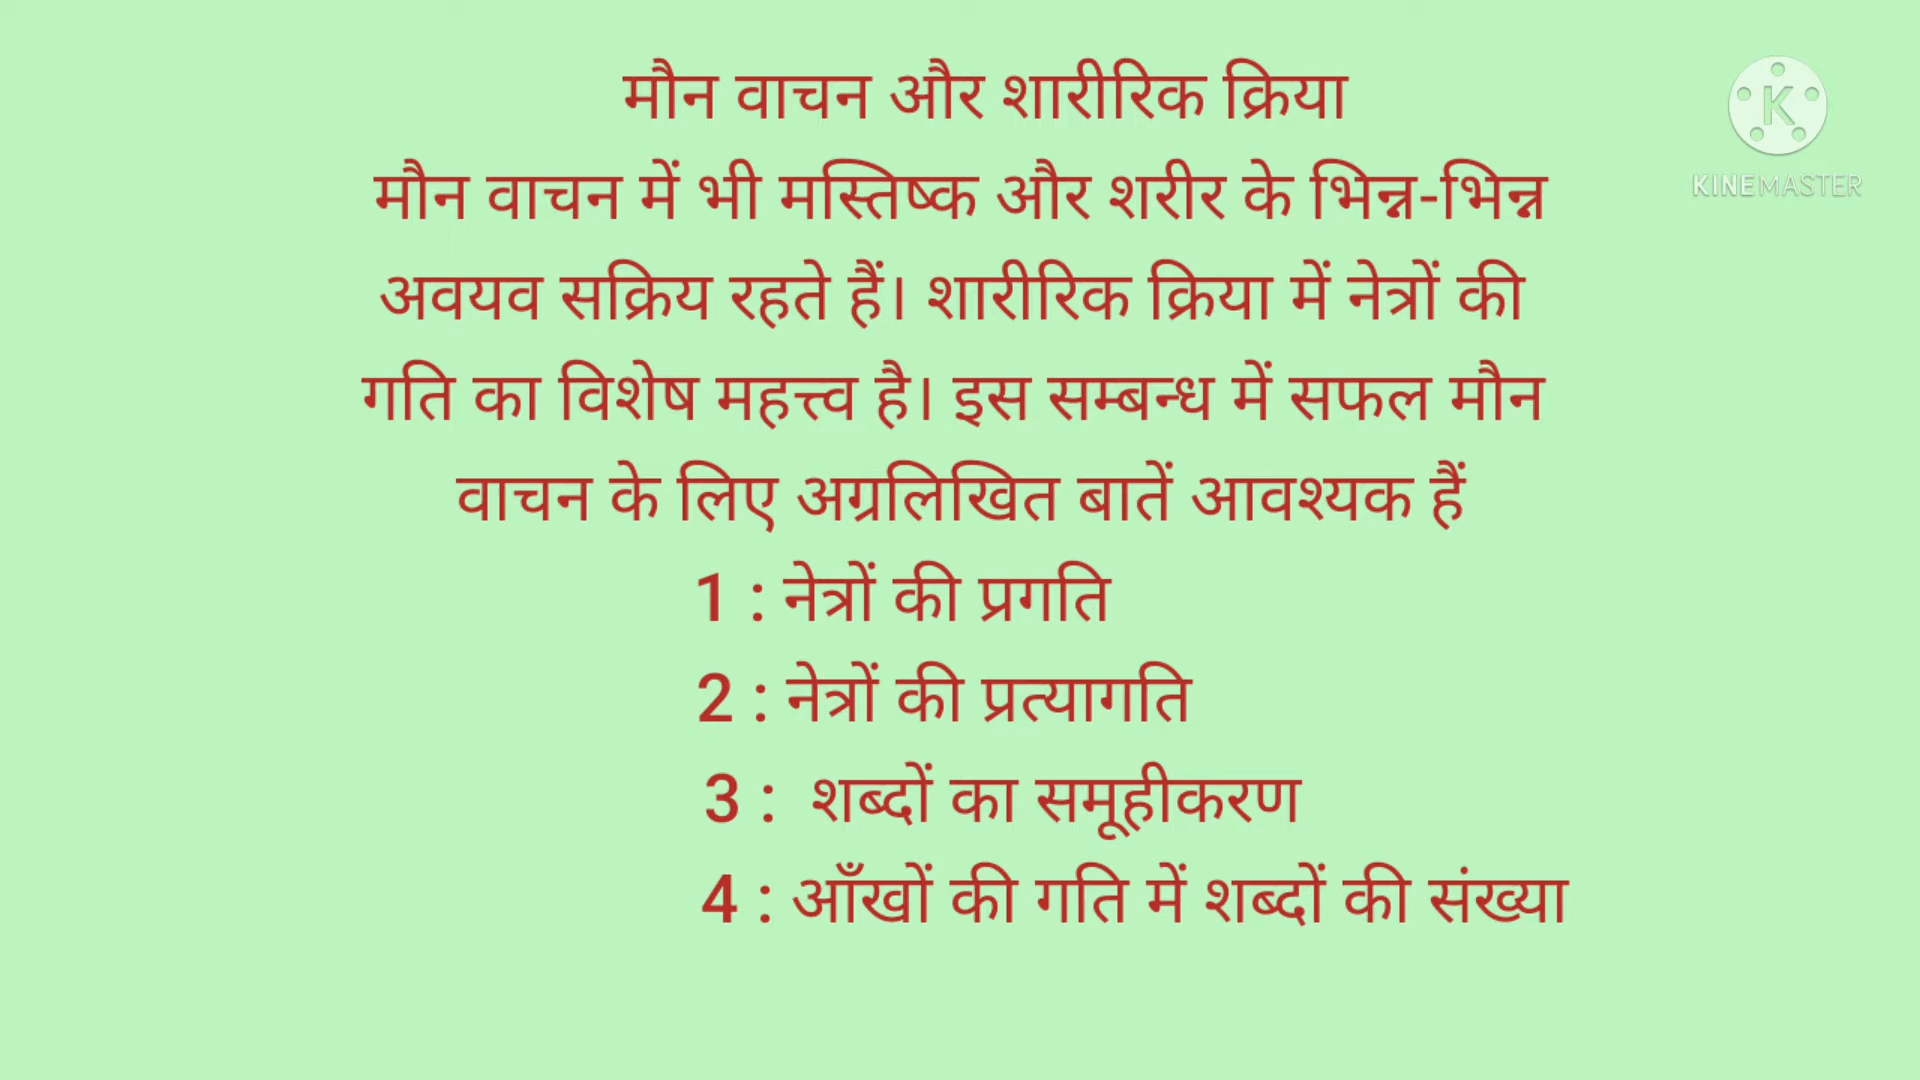 मौन वाचन और शारीरिक क्रिया
मौन वाचन में भी मस्तिष्क और शरीर के भिन्न-भिन्न
अवयव सक्रिय रहते हैं। शारीरिक क्रिया में नेत्रों की
गति का विशेष महत्त्व है। इस सम्बन्ध में सफल मौन
वाचन के लिए अग्रलिखित बातें आवश्यक हैं
1 : नेत्रों की प्रगति
2 : नेत्रों की प्रत्यागति
3 :  शब्दों का समूहीकरण
4 : आँखों की गति में शब्दों की संख्या
K
KINEMASTER